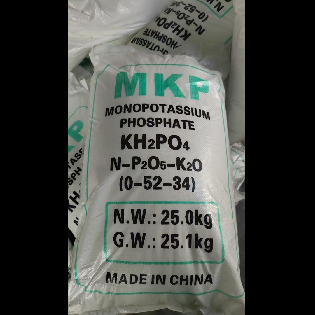 MKP
MONOPOTASSIUM
PHOSPHATE
KH2PO4
N-P2O5-K2O
(0-52-34)
N.W.: 25.0kg
G.W.: 25.1kg
MADE IN CHINA